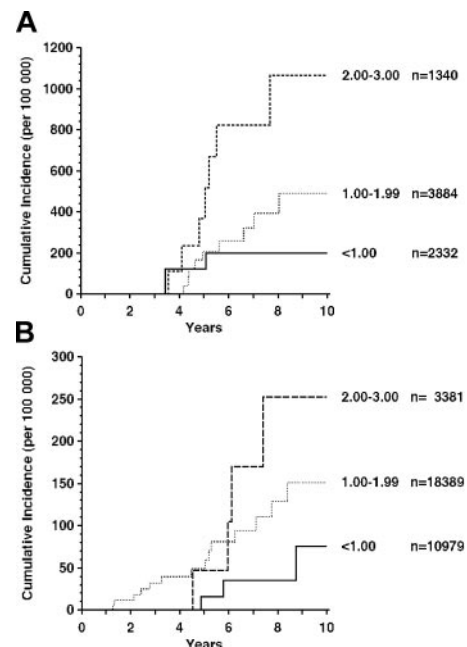 A
1200
1000
800
600
400
200
0
Cumulative Incidence (per 100 000)
2.00-3.00 n=1340
1.00-1.99 n=3884
<1.00 n=2332
0 2 4 6 8 10
Years
B
300
250
200
150
100
50
0
Cumulative Incidence (per 100 000)
2.00-3.00 n= 3381
1.00-1.99 n=18389
<1.00 n=10979
0 2 4 6 8 10
Years